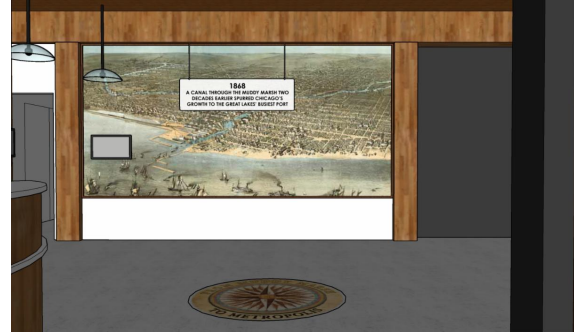 1868
A CANAL THROUGH THE MUDDY MARSH TWO
DECADES EARLIER SPURRED CHICAGO'S
GROWTH TO THE GREAT LAKES' BUSIEST PORT
TO METROPOLIS